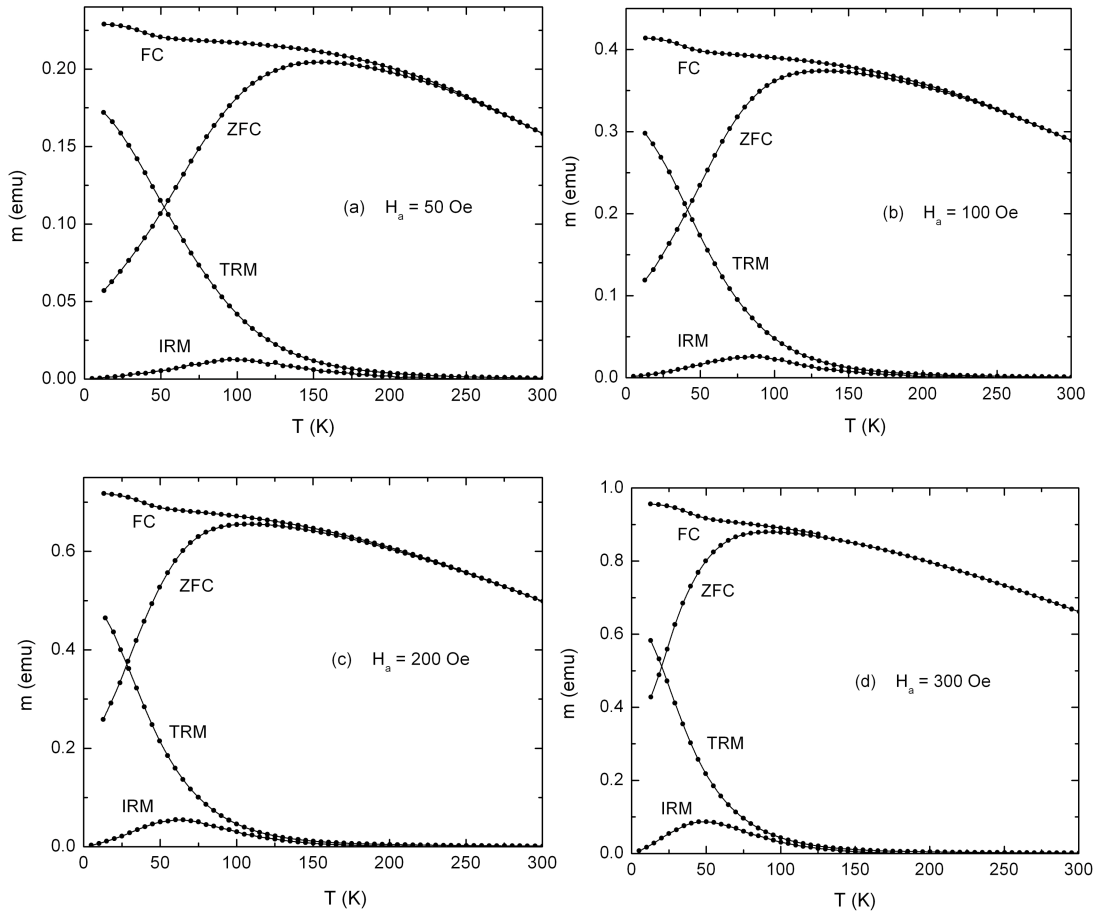 FC
ZFC
TRM
IRM
(a) Hₐ = 50 Oe
0.20
0.15
0.10
0.05
0.00
m (emu)
0 50 100 150 200 250 300
T (K)
FC
ZFC
TRM
IRM
(b) Hₐ = 100 Oe
0.4
0.3
0.2
0.1
0.0
m (emu)
0 50 100 150 200 250 300
T (K)
FC
ZFC
TRM
IRM
(c) Hₐ = 200 Oe
0.6
0.4
0.2
0.0
m (emu)
0 50 100 150 200 250 300
T (K)
FC
ZFC
TRM
IRM
(d) Hₐ = 300 Oe
1.0
0.8
0.6
0.4
0.2
0.0
m (emu)
0 50 100 150 200 250 300
T (K)